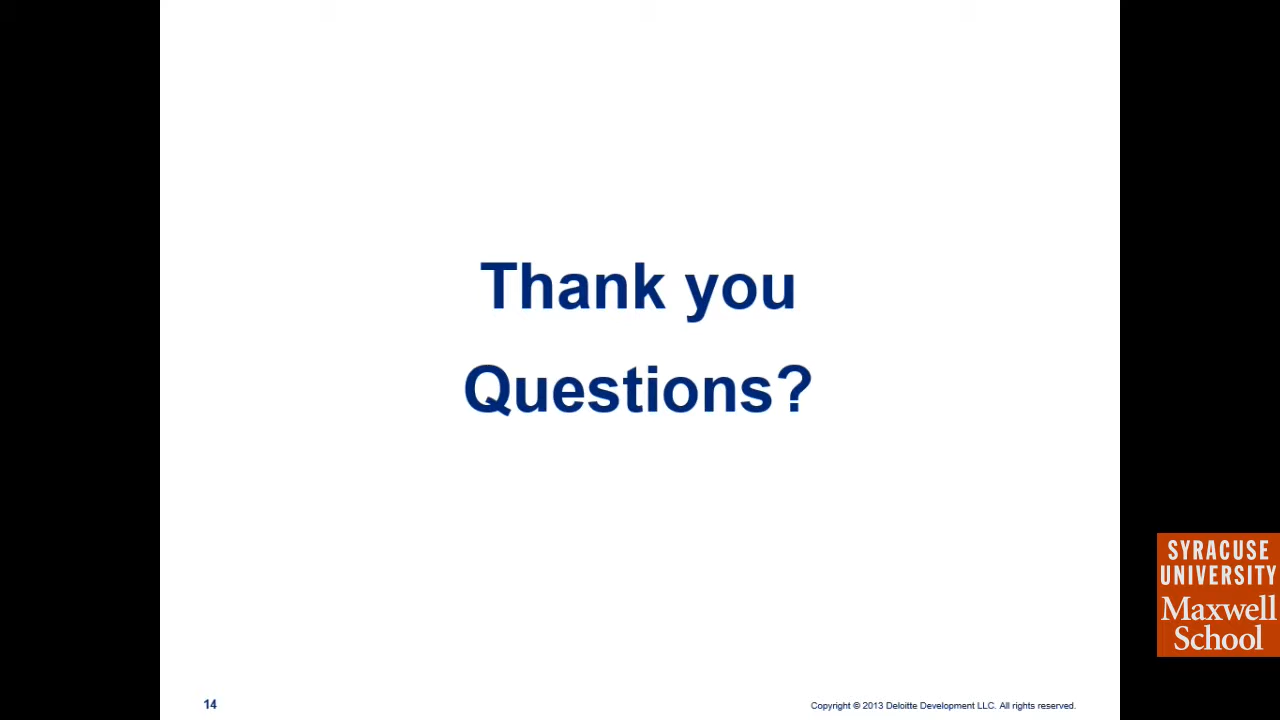 Thank you
Questions?
SYRACUSE
UNIVERSITY
Maxwell
School
14
Copyright © 2013 Deloitte Development LLC. All rights reserved.